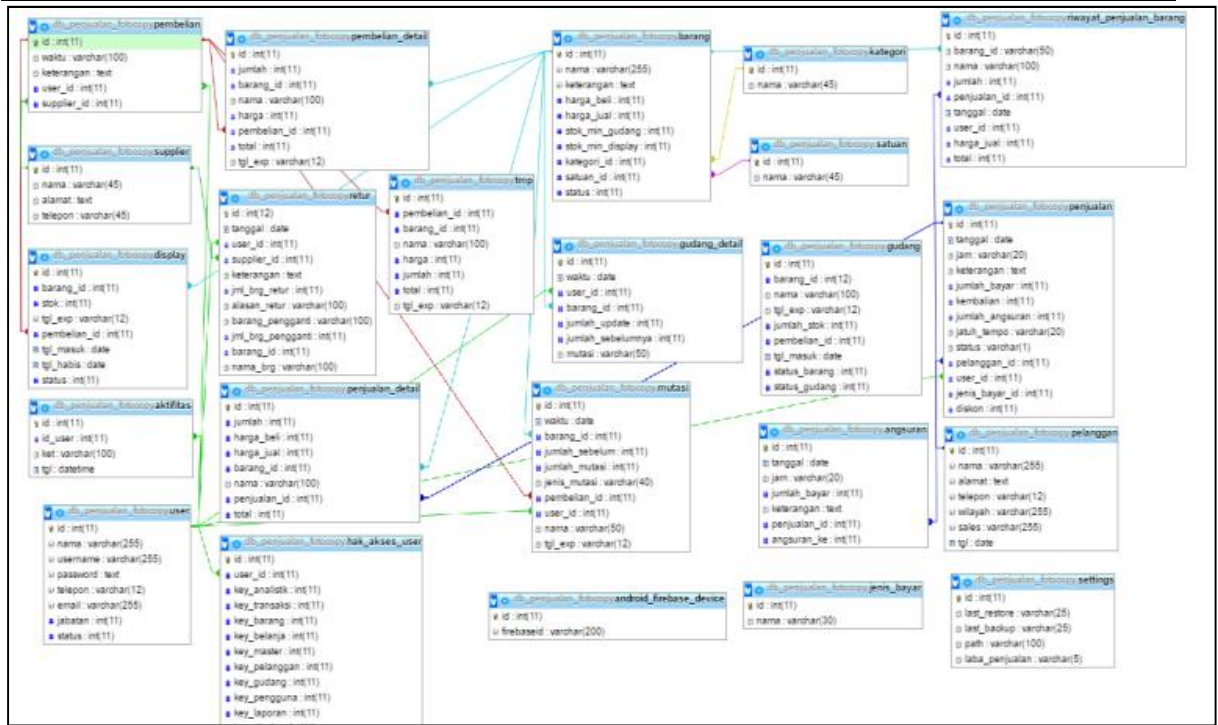 db_penjualan_fotocopy pembelian
id : int(11)
waktu : varchar(100)
keterangan : text
user_id : int(11)
supplier_id : int(11)
db_penjualan_fotocopy supplier
id : int(11)
nama : varchar(45)
alamat : text
telepon : varchar(45)
db_penjualan_fotocopy display
id : int(11)
barang_id : int(11)
stok : int(11)
tgl_exp : varchar(12)
pembelian_id : int(11)
tgl_masuk : date
tgl_habis : date
status : int(11)
db_penjualan_fotocopy aktifitas
id : int(11)
id_user : int(11)
ket : varchar(100)
tgl : datetime
db_penjualan_fotocopy user
id : int(11)
nama : varchar(255)
username : varchar(255)
password : text
telepon : varchar(12)
email : varchar(255)
jabatan : int(11)
status : int(11)
db_penjualan_fotocopy pembelian_detail
id : int(11)
jumlah : int(11)
barang_id : int(11)
nama : varchar(100)
harga : int(11)
pembelian_id : int(11)
total : int(11)
tgl_exp : varchar(12)
db_penjualan_fotocopy retur
id : int(12)
tanggal : date
user_id : int(11)
supplier_id : int(11)
keterangan : text
jml_brg_retur : int(11)
alasan_retur : varchar(100)
barang_pengganti : varchar(100)
jml_brg_pengganti : int(11)
barang_id : int(11)
nama_brg : varchar(100)
db_penjualan_fotocopy penjualan_detail
id : int(11)
jumlah : int(11)
harga_beli : int(11)
harga_jual : int(11)
barang_id : int(11)
nama : varchar(100)
penjualan_id : int(11)
total : int(11)
db_penjualan_fotocopy hak_akses_user
id : int(11)
user_id : int(11)
key_analistik : int(11)
key_transaksi : int(11)
key_barang : int(11)
key_belanja : int(11)
key_master : int(11)
key_pelanggan : int(11)
key_gudang : int(11)
key_pengguna : int(11)
key_laporan : int(11)
db_penjualan_fotocopy tmp
id : int(11)
pembelian_id : int(11)
barang_id : int(11)
nama : varchar(100)
harga : int(11)
jumlah : int(11)
total : int(11)
tgl_exp : varchar(12)
db_penjualan_fotocopy barang
id : int(11)
nama : varchar(255)
keterangan : text
harga_beli : int(11)
harga_jual : int(11)
stok_min_gudang : int(11)
stok_min_display : int(11)
kategori_id : int(11)
satuan_id : int(11)
status : int(11)
db_penjualan_fotocopy gudang_detail
id : int(11)
waktu : date
user_id : int(11)
barang_id : int(11)
jumlah_update : int(11)
jumlah_sebelumnya : int(11)
mutasi : varchar(50)
db_penjualan_fotocopy mutasi
id : int(11)
waktu : date
barang_id : int(11)
jumlah_sebelum : int(11)
jumlah_mutasi : int(11)
jenis_mutasi : varchar(40)
pembelian_id : int(11)
user_id : int(11)
nama : varchar(50)
tgl_exp : varchar(12)
db_penjualan_fotocopy android_firebase_device
id : int(11)
firebaseid : varchar(200)
db_penjualan_fotocopy kategori
id : int(11)
nama : varchar(45)
db_penjualan_fotocopy satuan
id : int(11)
nama : varchar(45)
db_penjualan_fotocopy gudang
id : int(11)
barang_id : int(12)
nama : varchar(100)
tgl_exp : varchar(12)
jumlah_stok : int(11)
pembelian_id : int(11)
tgl_masuk : date
status_barang : int(11)
status_gudang : int(11)
db_penjualan_fotocopy angsuran
id : int(11)
tanggal : date
jam : varchar(20)
jumlah_bayar : int(11)
keterangan : text
penjualan_id : int(11)
angsuran_ke : int(11)
db_penjualan_fotocopy jenis_bayar
id : int(11)
nama : varchar(30)
db_penjualan_fotocopy riwayat_penjualan_barang
id : int(11)
barang_id : varchar(50)
nama : varchar(100)
jumlah : int(11)
penjualan_id : int(11)
tanggal : date
user_id : int(11)
harga_jual : int(11)
total : int(11)
db_penjualan_fotocopy penjualan
id : int(11)
tanggal : date
jam : varchar(20)
keterangan : text
jumlah_bayar : int(11)
kembalian : int(11)
jumlah_angsuran : int(11)
jatuh_tempo : varchar(20)
status : varchar(1)
pelanggan_id : int(11)
user_id : int(11)
jenis_bayar_id : int(11)
diskon : int(11)
db_penjualan_fotocopy pelanggan
id : int(11)
nama : varchar(255)
alamat : text
telepon : varchar(12)
wilayah : varchar(255)
sales : varchar(255)
tgl : date
db_penjualan_fotocopy settings
id : int(11)
last_restore : varchar(25)
last_backup : varchar(25)
path : varchar(100)
laba_penjualan : varchar(5)